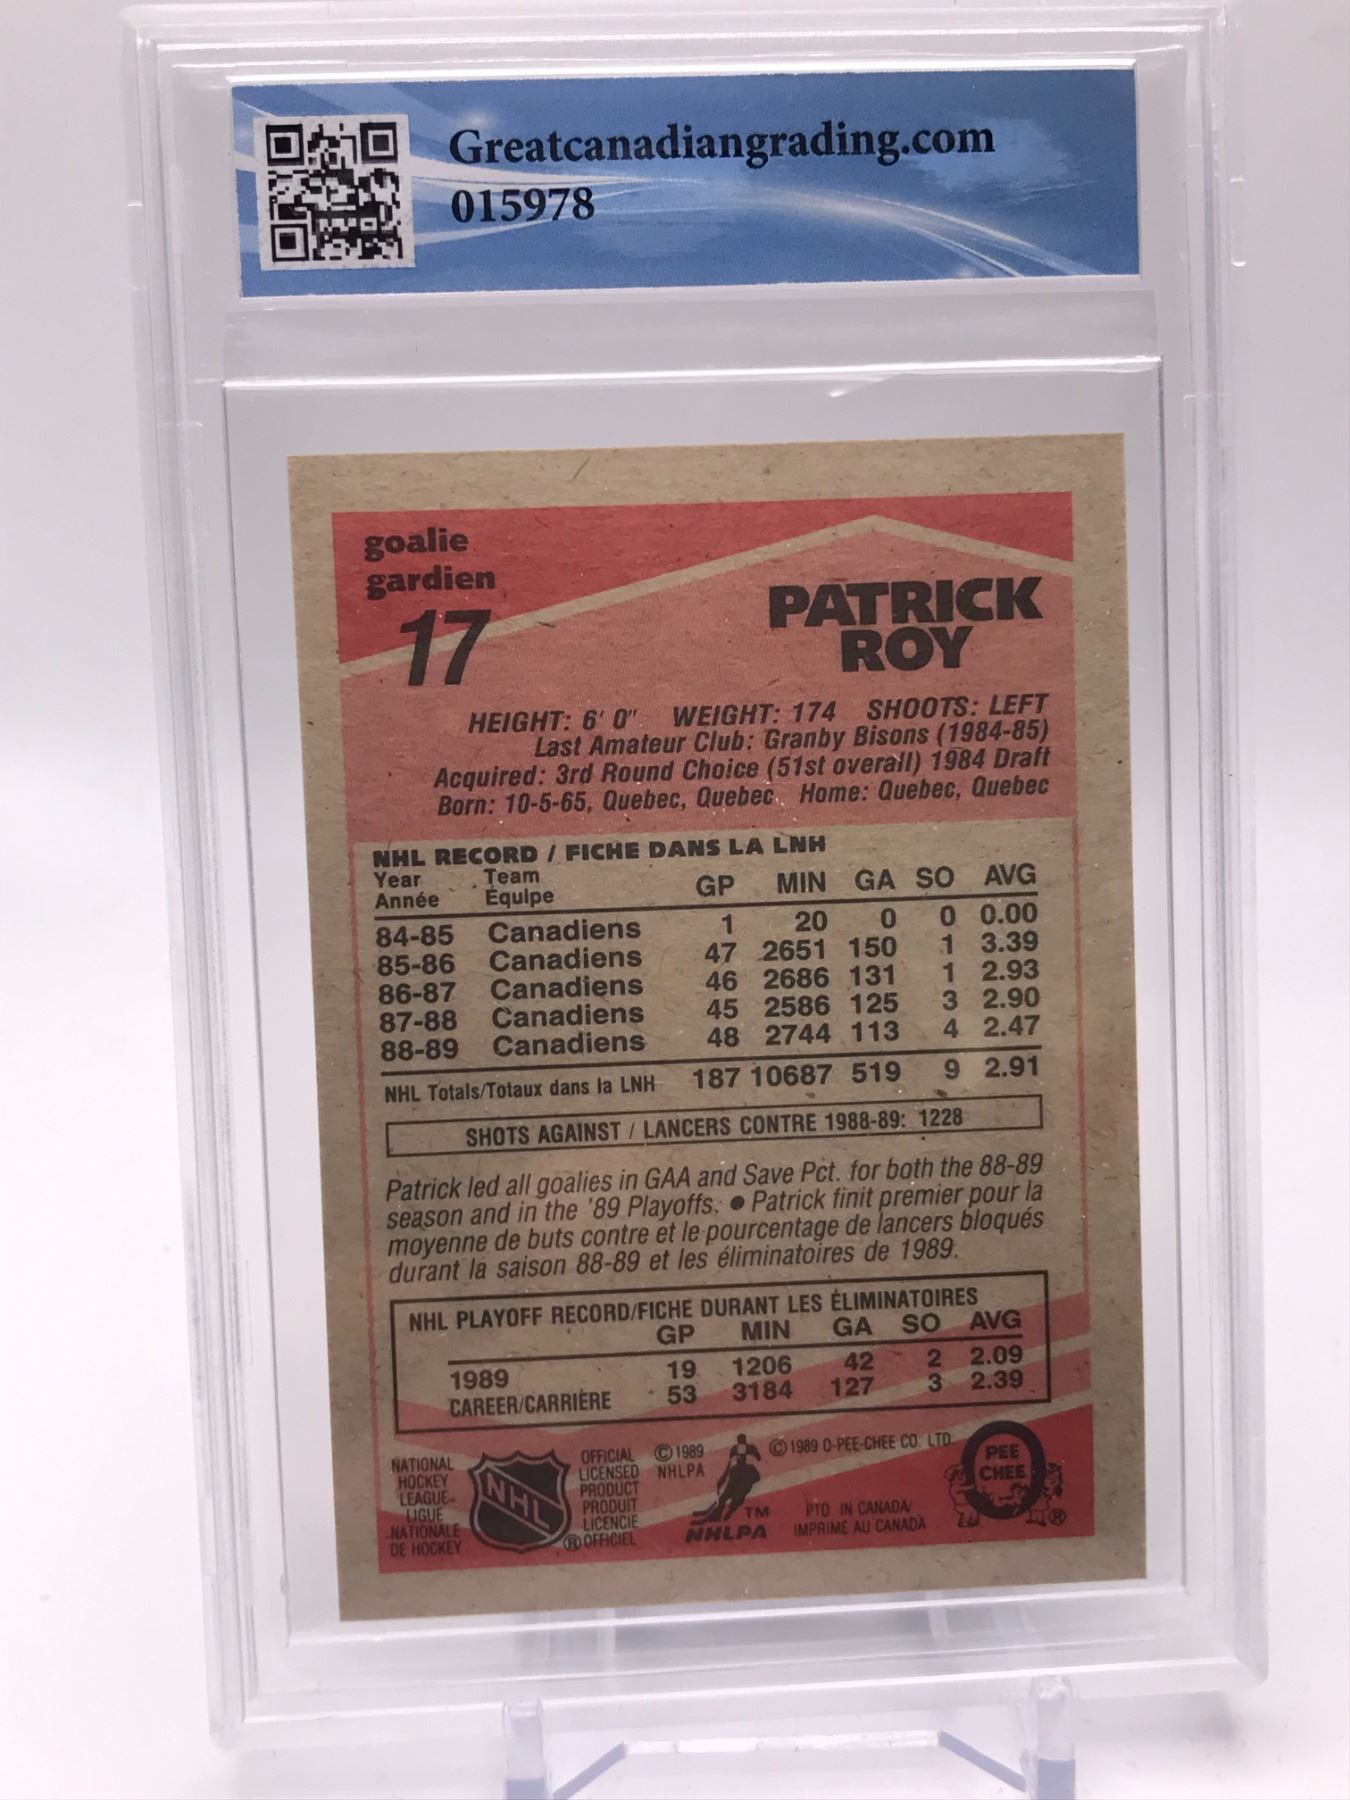 Greatcanadiangrading.com
015978
goalie
gardien
17
PATRICK
ROY
HEIGHT: 6' 0" WEIGHT: 174 SHOOTS: LEFT
Last Amateur Club: Granby Bisons (1984-85)
Acquired: 3rd Round Choice (51st overall) 1984 Draft
Born: 10-5-65, Quebec, Quebec Home: Quebec, Quebec
NHL RECORD / FICHE DANS LA LNH
Year Team
Année Équipe GP MIN GA SO AVG
84-85 Canadiens 1 20 0 0 0.00
85-86 Canadiens 47 2651 150 1 3.39
86-87 Canadiens 46 2686 131 1 2.93
87-88 Canadiens 45 2586 125 3 2.90
88-89 Canadiens 48 2744 113 4 2.47
NHL Totals/Totaux dans la LNH 187 10687 519 9 2.91
SHOTS AGAINST / LANCERS CONTRE 1988-89: 1228
Patrick led all goalies in GAA and Save Pct. for both the 88-89
season and in the '89 Playoffs. ● Patrick finit premier pour la
moyenne de buts contre et le pourcentage de lancers bloqués
durant la saison 88-89 et les éliminatoires de 1989.
NHL PLAYOFF RECORD/FICHE DURANT LES ÉLIMINATOIRES
GP MIN GA SO AVG
1989 19 1206 42 2 2.09
CAREER/CARRIÈRE 53 3184 127 3 2.39
NATIONAL
HOCKEY
LEAGUE-
LIGUE
NATIONALE
DE HOCKEY
NHL
OFFICIAL
LICENSED
PRODUCT
PRODUIT
LICENCIE
® OFFICIEL
© 1989
NHLPA
TM
NHLPA
© 1989 O-PEE-CHEE CO. LTD.
PTD. IN CANADA/
IMPRIMÉ AU CANADA
O
PEE
CHEE
®